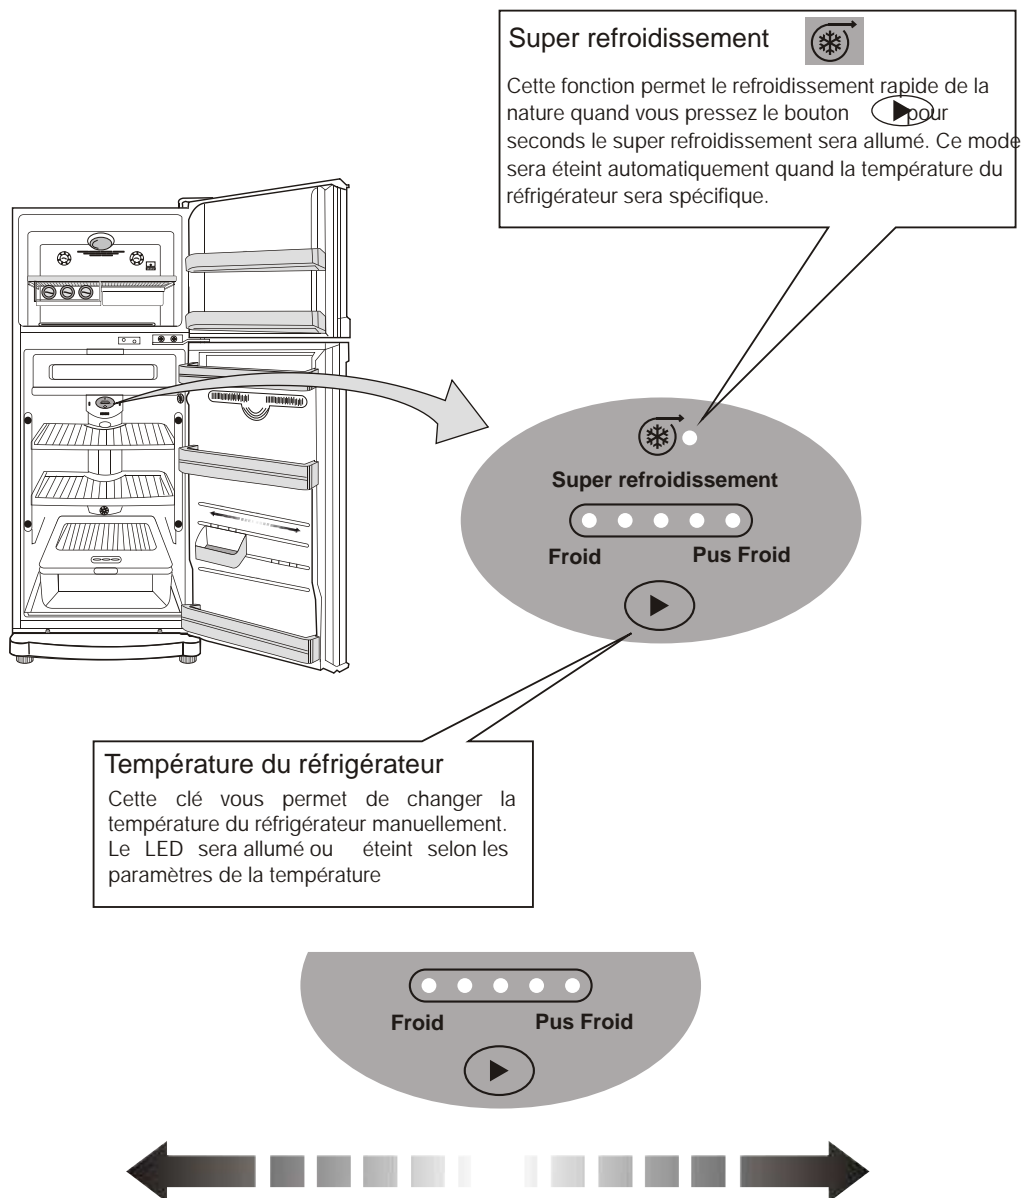 Super refroidissement
Cette fonction permet le refroidissement rapide de la
nature quand vous pressez le bouton pour
seconds le super refroidissement sera allumé. Ce mode
sera éteint automatiquement quand la température du
réfrigérateur sera spécifique.
Super refroidissement
Froid Pus Froid
Température du réfrigérateur
Cette clé vous permet de changer la
température du réfrigérateur manuellement.
Le LED sera allumé ou éteint selon les
paramètres de la température
Froid Pus Froid